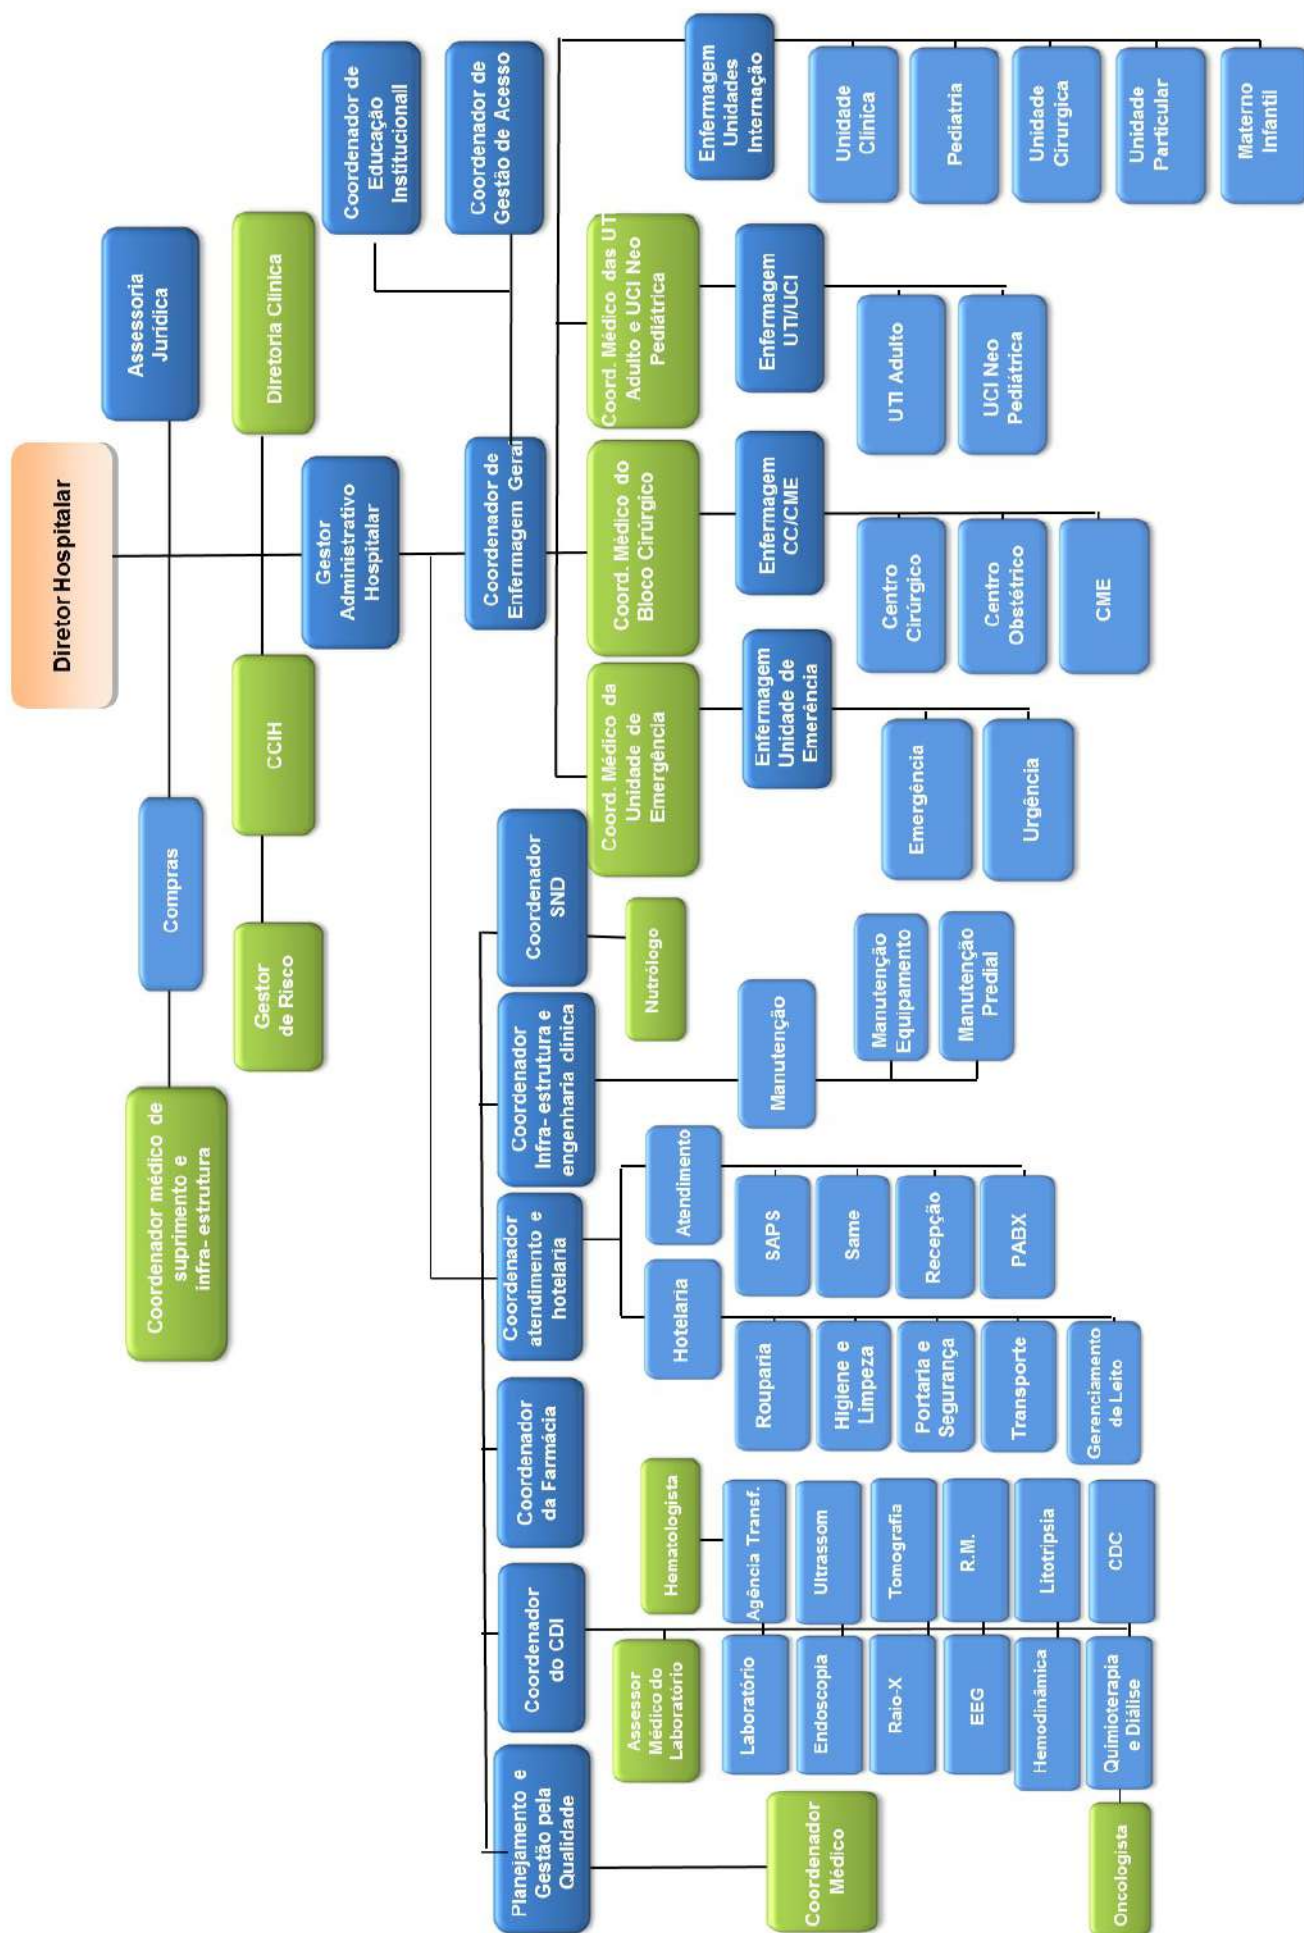 Diretor Hospitalar
Assessoria
Jurídica
Compras
Coordenador médico de
suprimento e
infra- estrutura
Diretoria Clínica
CCIH
Gestor
de Risco
Gestor
Administrativo
Hospitalar
Coordenador de
Educação
Institucionall
Coordenador de
Gestão de Acesso
Coordenador de
Enfermagem Geral
Planejamento e
Gestão pela
Qualidade
Coordenador
do CDI
Coordenador
da Farmácia
Coordenador
atendimento e
hotelaria
Coordenador
Infra- estrutura e
engenharia clínica
Coordenador
SND
Coord. Médico da
Unidade de
Emergência
Coord. Médico do
Bloco Cirúrgico
Coord. Médico das UT
Adulto e UCI Neo
Pediátrica
Enfermagem
Unidades
Internação
Coordenador
Médico
Assessor
Médico do
Laboratório
Hematologista
Laboratório
Agência Transf.
Endoscopia
Ultrassom
Raio-X
Tomografia
EEG
R.M.
Hemodinâmica
Litotripsia
Quimioterapia
e Diálise
CDC
Oncologista
Hotelaria
Atendimento
Rouparia
Higiene e
Limpeza
Portaria e
Segurança
Transporte
Gerenciamento
de Leito
SAPS
Same
Recepção
PABX
Manutenção
Manutenção
Equipamento
Manutenção
Predial
Nutrólogo
Enfermagem
Unidade de
Emerência
Emergência
Urgência
Enfermagem
CC/CME
Centro
Cirúrgico
Centro
Obstétrico
CME
Enfermagem
UTI/UCI
UTI Adulto
UCI Neo
Pediátrica
Unidade
Clinica
Pediatria
Unidade
Cirurgica
Unidade
Particular
Materno
Infantil